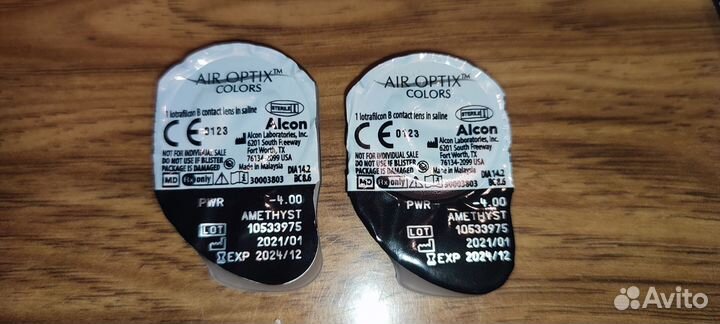 AIR OPTIX™
COLORS
1 lotrafilcon B contact lens in saline
STERILE
CE 0123
Alcon
Alcon Laboratories, Inc.
6201 South Freeway
Fort Worth, TX
76134-2099 USA
Made in Malaysia
NOT FOR INDIVIDUAL SALE
DO NOT USE IF BLISTER
PACKAGE IS DAMAGED
DIA 14.2
BC 8.6
MD
Rx only
30003803
PWR -4.00
AMETHYST
LOT 10533975
2021/01
EXP 2024/12
AIR OPTIX™
COLORS
1 lotrafilcon B contact lens in saline
STERILE
CE 0123
Alcon
Alcon Laboratories, Inc.
6201 South Freeway
Fort Worth, TX
76134-2099 USA
Made in Malaysia
NOT FOR INDIVIDUAL SALE
DO NOT USE IF BLISTER
PACKAGE IS DAMAGED
DIA 14.2
BC 8.6
MD
Rx only
30003803
PWR -4.00
AMETHYST
LOT 10533975
2021/01
EXP 2024/12
Avito